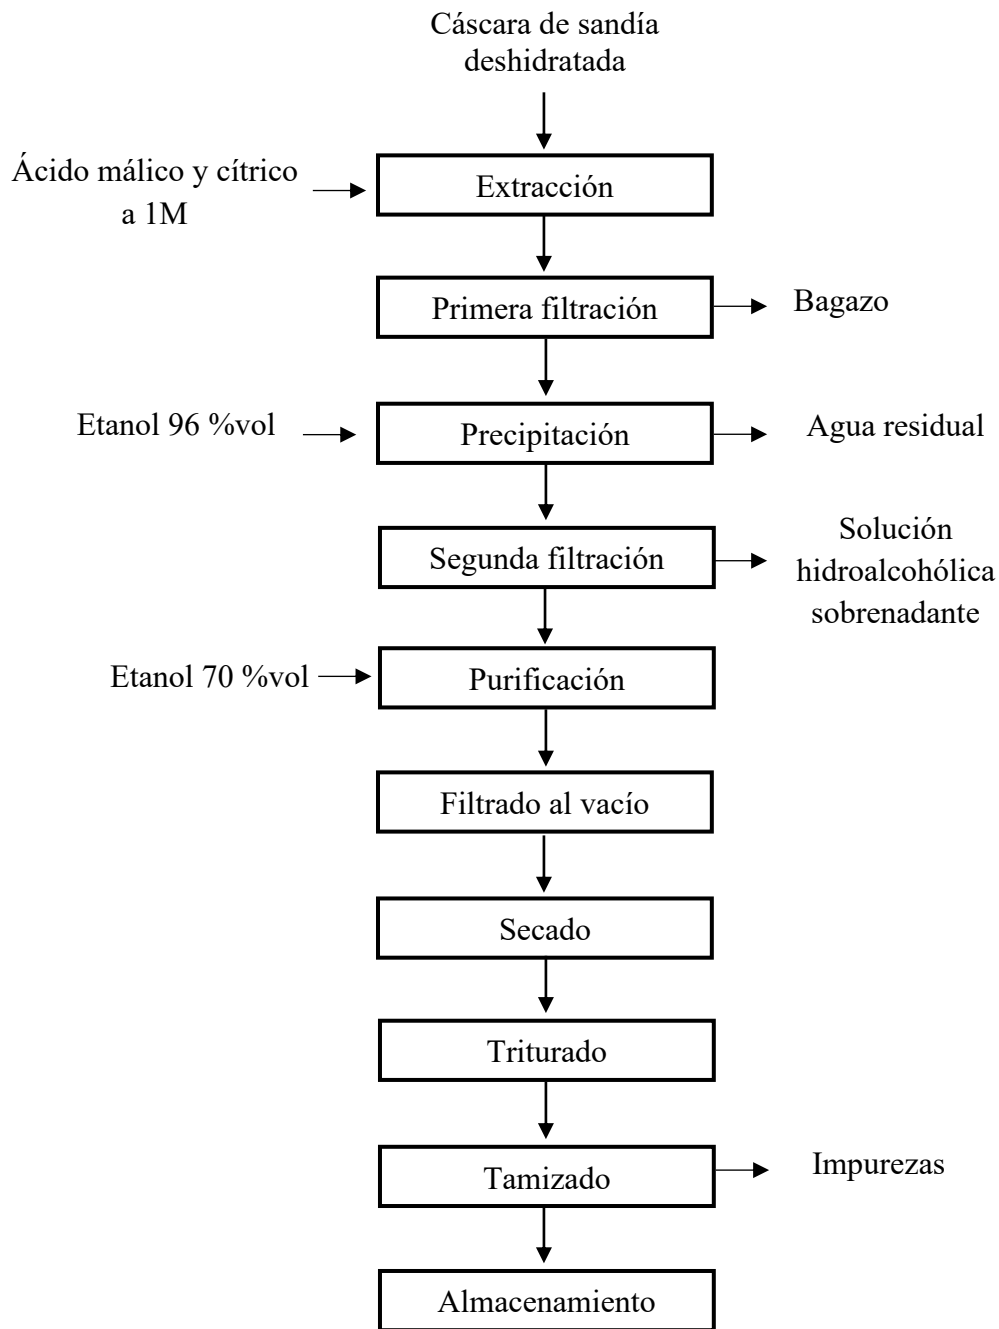 Cáscara de sandía
deshidratada
Ácido málico y cítrico
a 1M
Extracción
Primera filtración
Bagazo
Etanol 96 %vol
Precipitación
Agua residual
Segunda filtración
Solución
hidroalcohólica
sobrenadante
Etanol 70 %vol
Purificación
Filtrado al vacío
Secado
Triturado
Tamizado
Impurezas
Almacenamiento